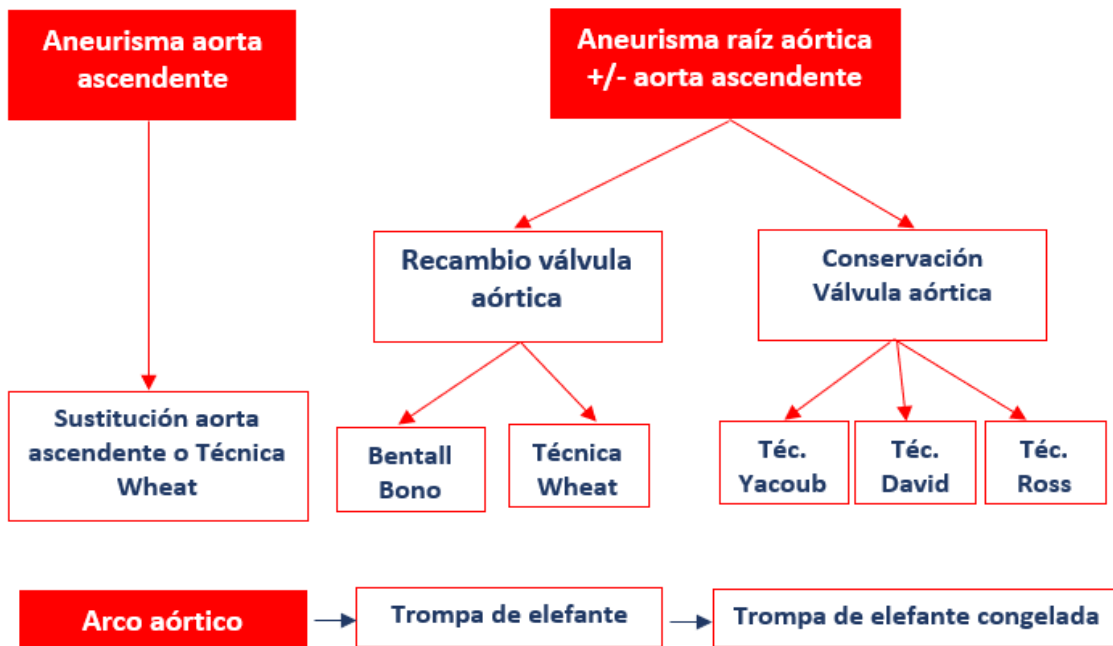 Aneurisma aorta
ascendente
Aneurisma raíz aórtica
+/- aorta ascendente
Recambio válvula
aórtica
Conservación
Válvula aórtica
Sustitución aorta
ascendente o Técnica
Wheat
Bentall
Bono
Técnica
Wheat
Téc.
Yacoub
Téc.
David
Téc.
Ross
Arco aórtico
Trompa de elefante
Trompa de elefante congelada